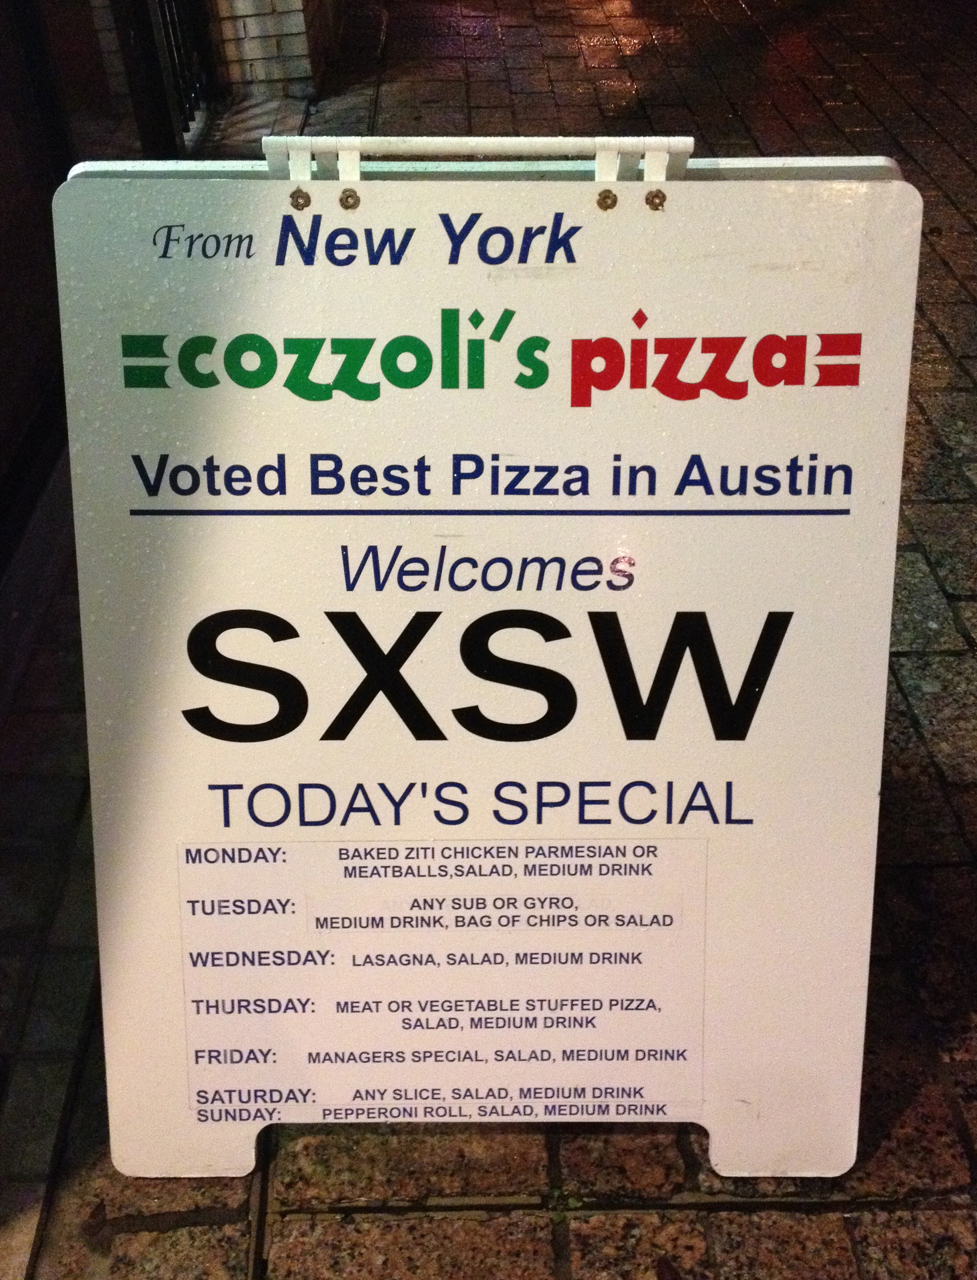 From New York
cozzoli's pizza
Voted Best Pizza in Austin
Welcomes
SXSW
TODAY'S SPECIAL
MONDAY: BAKED ZITI CHICKEN PARMESIAN OR
MEATBALLS,SALAD, MEDIUM DRINK
TUESDAY: ANY SUB OR GYRO,
MEDIUM DRINK, BAG OF CHIPS OR SALAD
WEDNESDAY: LASAGNA, SALAD, MEDIUM DRINK
THURSDAY: MEAT OR VEGETABLE STUFFED PIZZA,
SALAD, MEDIUM DRINK
FRIDAY: MANAGERS SPECIAL, SALAD, MEDIUM DRINK
SATURDAY: ANY SLICE, SALAD, MEDIUM DRINK
SUNDAY: PEPPERONI ROLL, SALAD, MEDIUM DRINK